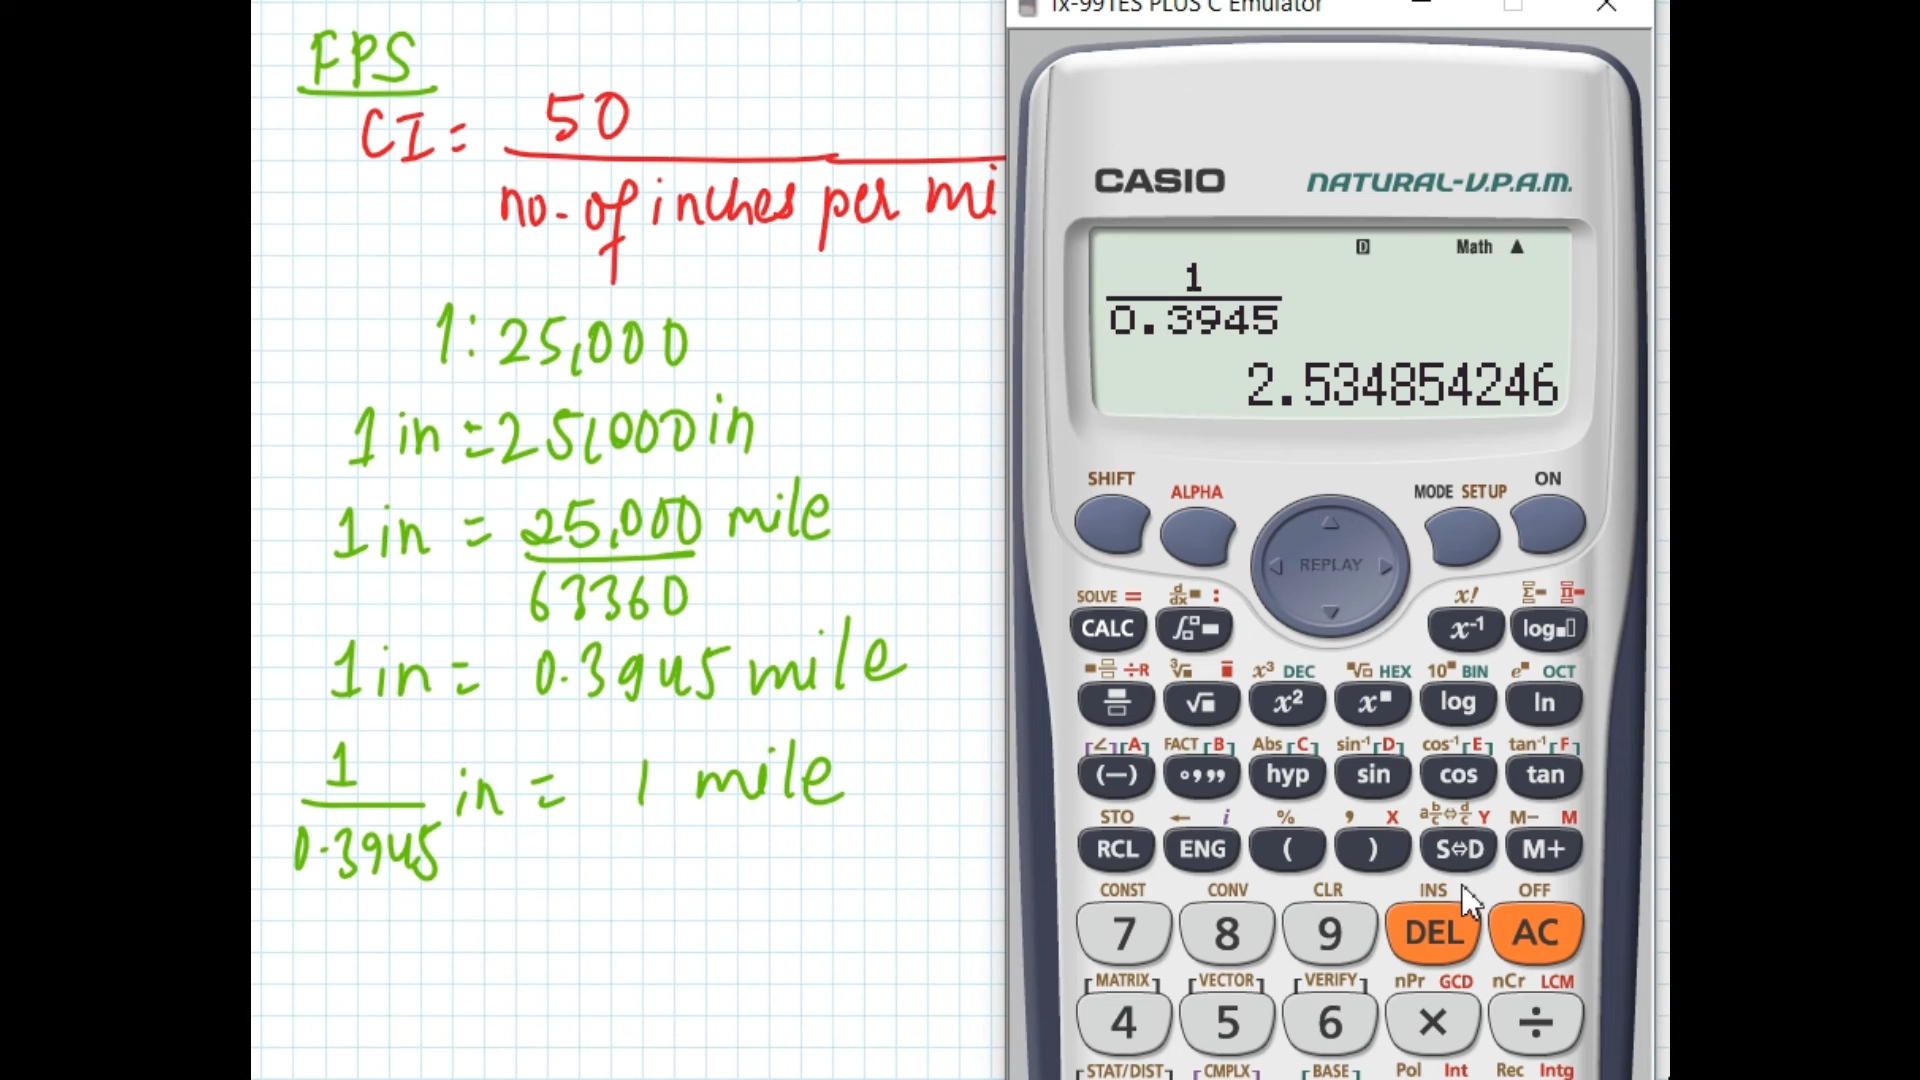 FPS
CI = 50
no. of inches per mi
1:25,000
1 in = 25,000 in
1 in = 25,000 mile
63360
1 in = 0.3945 mile
1 in = 1 mile
0.3945
fx-991ES PLUS C Emulator
CASIO NATURAL-V.P.A.M.
D Math ▲
1
0.3945
2.534854246
SHIFT ALPHA MODE SETUP ON
REPLAY
SOLVE = d/dx : x! Σ Π
CALC ∫ x⁻¹ log
÷R ³√ x³ DEC √ HEX 10 BIN e OCT
√ x² x log ln
∠ A FACT B Abs C sin⁻¹ D cos⁻¹ E tan⁻¹ F
(−) °,,, hyp sin cos tan
STO ← i % , X a b/c⇔d/c Y M− M
RCL ENG ( ) S⇔D M+
CONST CONV CLR INS OFF
7 8 9 DEL AC
MATRIX VECTOR VERIFY nPr GCD nCr LCM
4 5 6 × ÷
STAT/DIST CMPLX BASE Pol Int Rec Intg